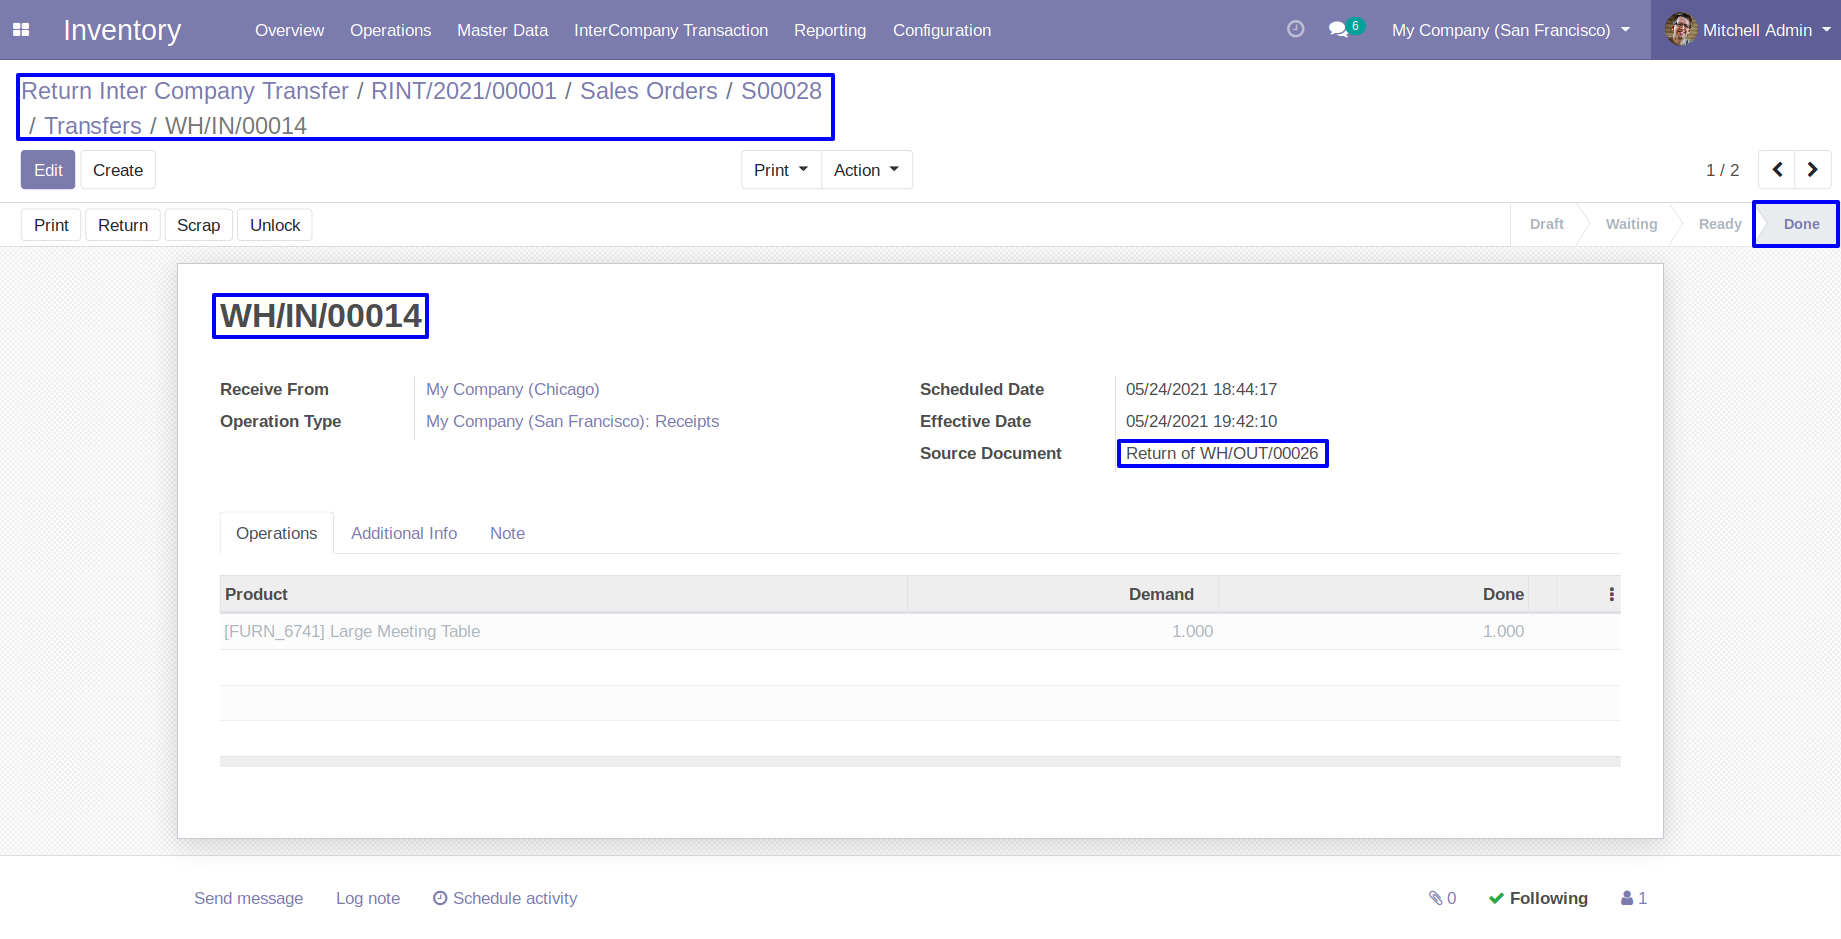 Inventory Overview Operations Master Data InterCompany Transaction Reporting Configuration 6 My Company (San Francisco) Mitchell Admin
Return Inter Company Transfer / RINT/2021/00001 / Sales Orders / S00028
/ Transfers / WH/IN/00014
Edit Create Print Action 1 / 2
Print Return Scrap Unlock Draft Waiting Ready Done
WH/IN/00014
Receive From My Company (Chicago) Scheduled Date 05/24/2021 18:44:17
Operation Type My Company (San Francisco): Receipts Effective Date 05/24/2021 19:42:10
Source Document Return of WH/OUT/00026
Operations Additional Info Note
Product Demand Done
[FURN_6741] Large Meeting Table 1.000 1.000
Send message Log note Schedule activity 0 Following 1